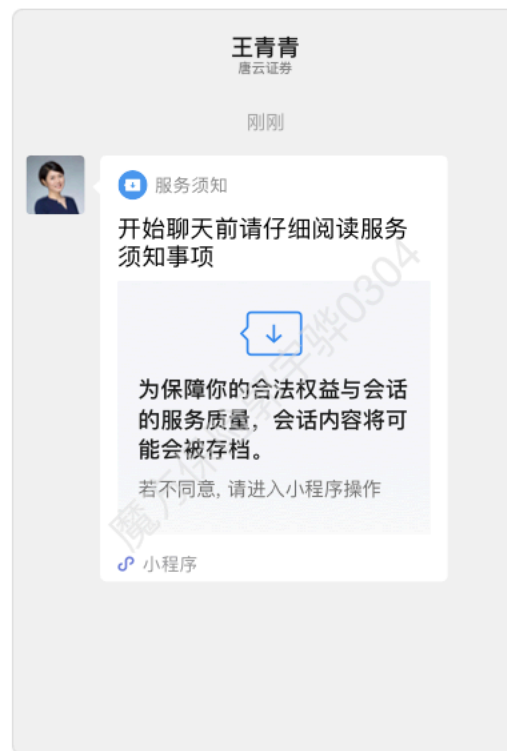 王青青
唐云证券
刚刚
服务须知
开始聊天前请仔细阅读服务
须知事项
为保障你的合法权益与会话
的服务质量，会话内容将可
能会被存档。
若不同意, 请进入小程序操作
小程序